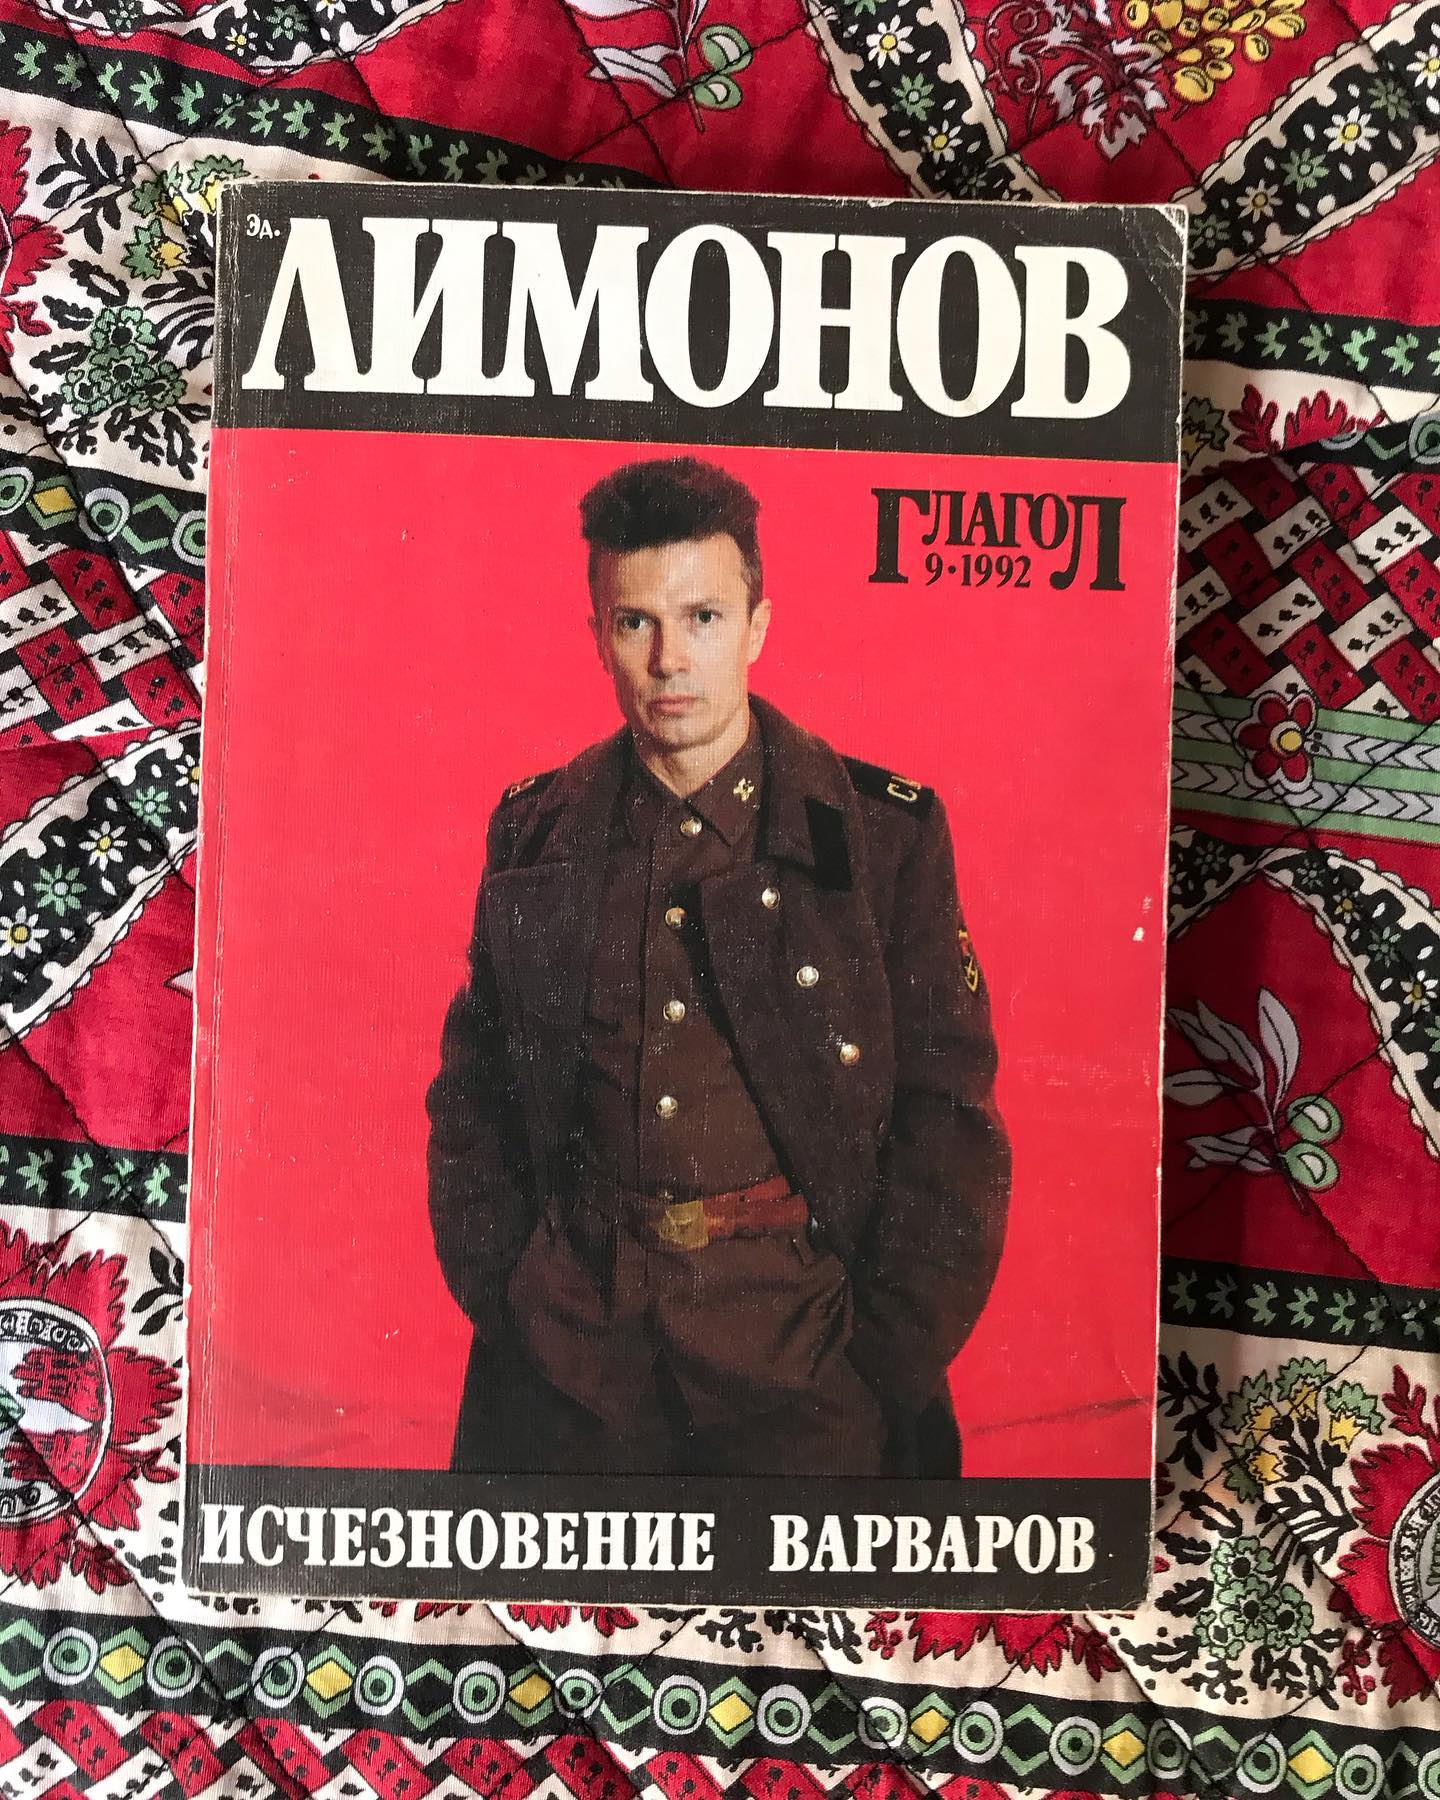 Эд.
ЛИМОНОВ
ГЛАГОЛ
9·1992
ИСЧЕЗНОВЕНИЕ ВАРВАРОВ